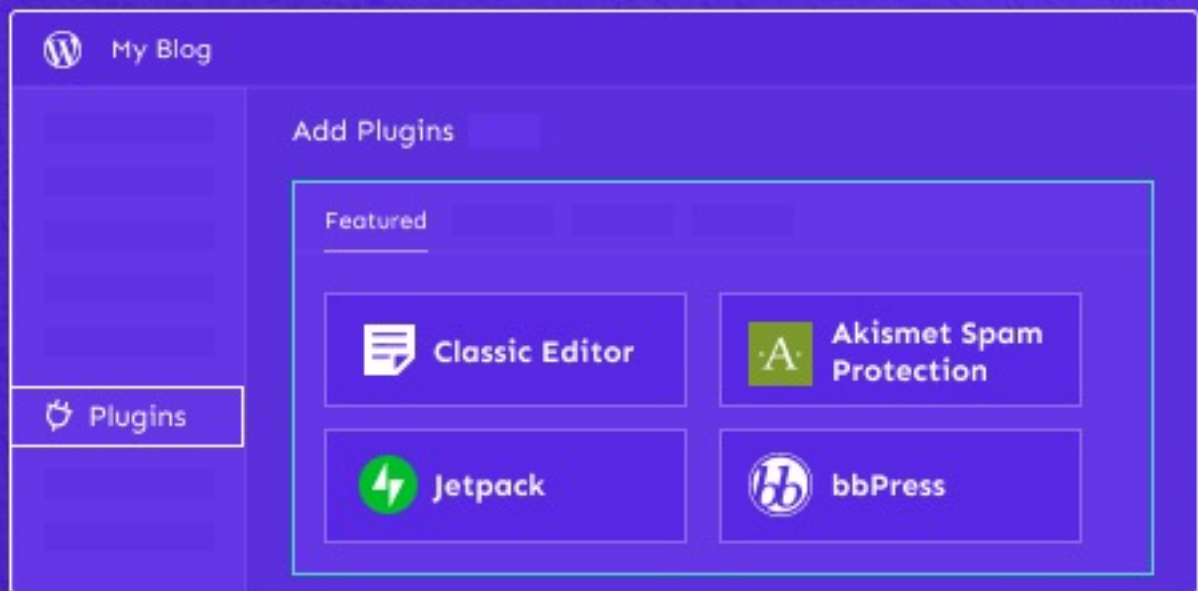 My Blog
Add Plugins
Featured
Classic Editor
Akismet Spam
Protection
Plugins
Jetpack
bbPress